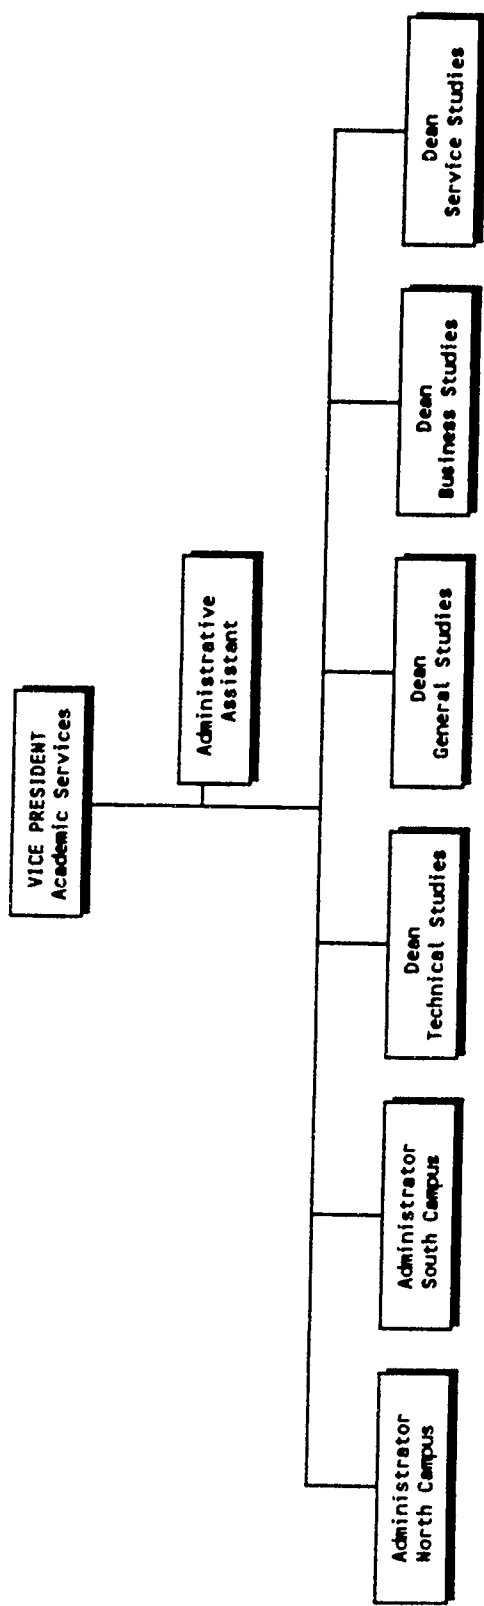 VICE PRESIDENT
Academic Services
Administrative
Assistant
Administrator
North Campus
Administrator
South Campus
Dean
Technical Studies
Dean
General Studies
Dean
Business Studies
Dean
Service Studies